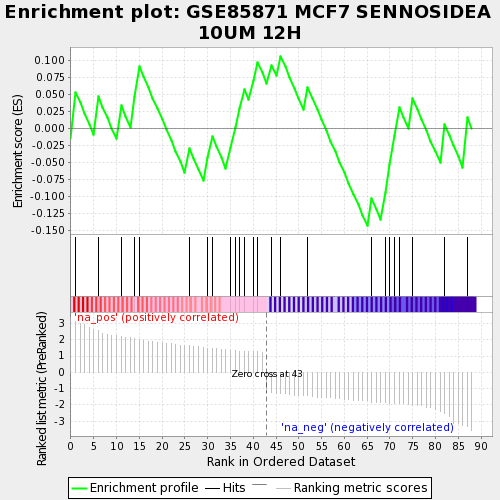 Enrichment plot: GSE85871 MCF7 SENNOSIDEA
10UM 12H
Enrichment score (ES)
0.100
0.075
0.050
0.025
0.000
-0.025
-0.050
-0.075
-0.100
-0.125
-0.150
'na_pos' (positively correlated)
Ranked list metric (PreRanked)
3
2
1
0
-1
-2
-3
Zero cross at 43
'na_neg' (negatively correlated)
0 5 10 15 20 25 30 35 40 45 50 55 60 65 70 75 80 85 90
Rank in Ordered Dataset
Enrichment profile Hits Ranking metric scores